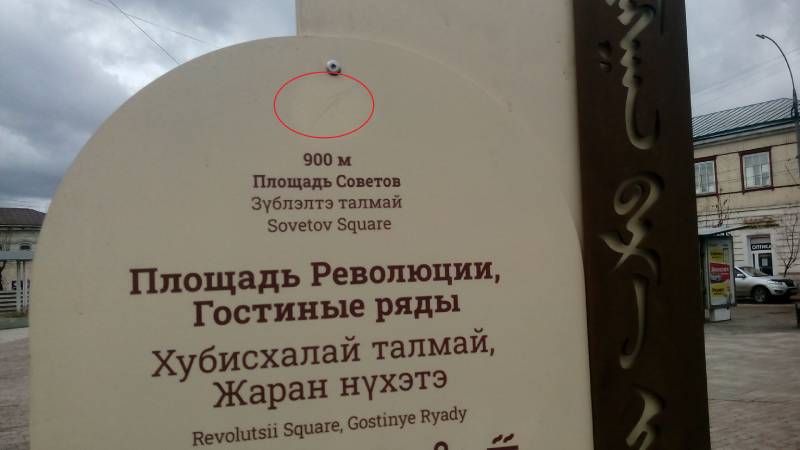 900 м
Площадь Советов
Зүблэлтэ талмай
Sovetov Square
Площадь Революции,
Гостиные ряды
Хубисхалай талмай,
Жаран нүхэтэ
Revolutsii Square, Gostinye Ryady
ОПТИКА